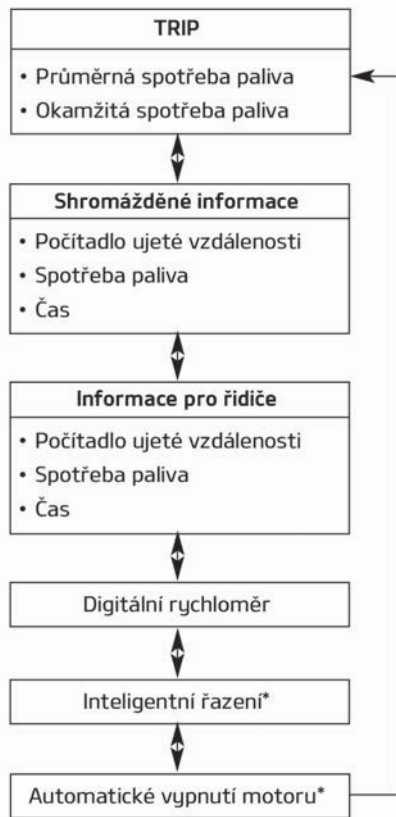 TRIP
• Průměrná spotřeba paliva
• Okamžitá spotřeba paliva
Shromážděné informace
• Počítadlo ujeté vzdálenosti
• Spotřeba paliva
• Čas
Informace pro řidiče
• Počítadlo ujeté vzdálenosti
• Spotřeba paliva
• Čas
Digitální rychloměr
Inteligentní řazení*
Automatické vypnutí motoru*